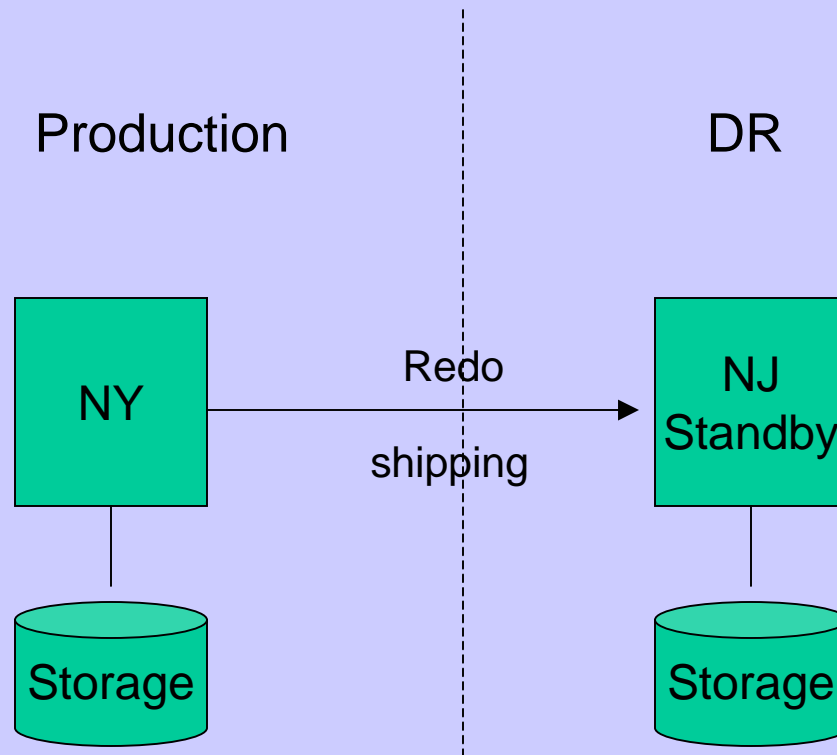 Production
DR
NY
Redo
shipping
NJ
Standby
Storage
Storage